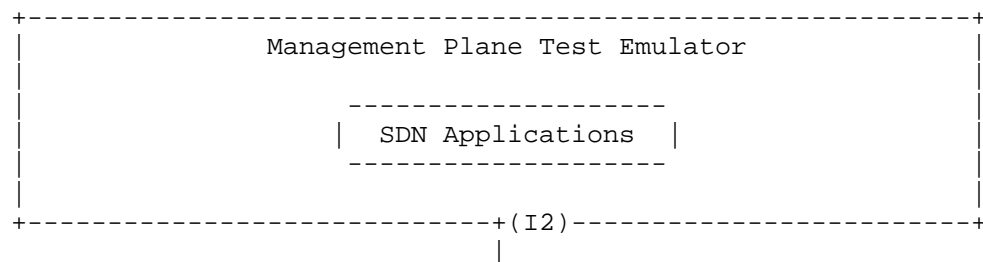 Management Plane Test Emulator
SDN Applications
(I2)